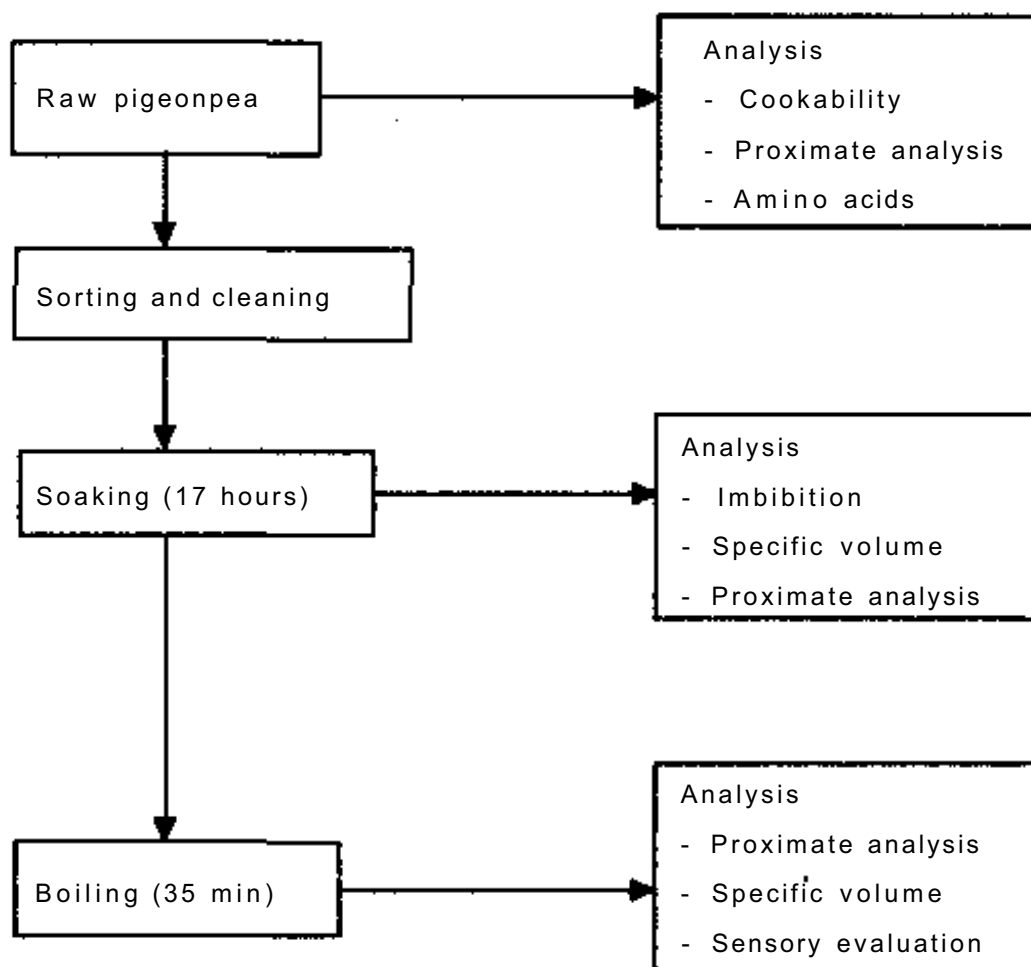 Raw pigeonpea
Analysis
- Cookability
- Proximate analysis
- Amino acids
Sorting and cleaning
Soaking (17 hours)
Analysis
- Imbibition
- Specific volume
- Proximate analysis
Boiling (35 min)
Analysis
- Proximate analysis
- Specific volume
- Sensory evaluation